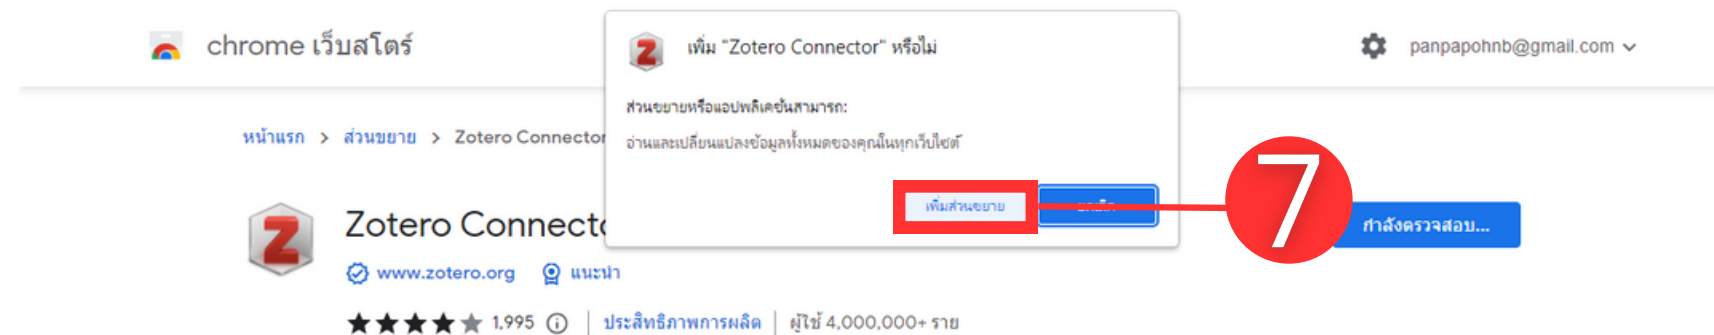 chrome เว็บสโตร์
เพิ่ม "Zotero Connector" หรือไม่
panpapohnb@gmail.com
ส่วนขยายหรือแอปพลิเคชันสามารถ:
หน้าแรก > ส่วนขยาย > Zotero Connector
อ่านและเปลี่ยนแปลงข้อมูลทั้งหมดของคุณในทุกเว็บไซต์
เพิ่มส่วนขยาย
7
Zotero Connecto
กำลังตรวจสอบ...
www.zotero.org แนะนำ
1,995 ประสิทธิภาพการผลิต ผู้ใช้ 4,000,000+ ราย